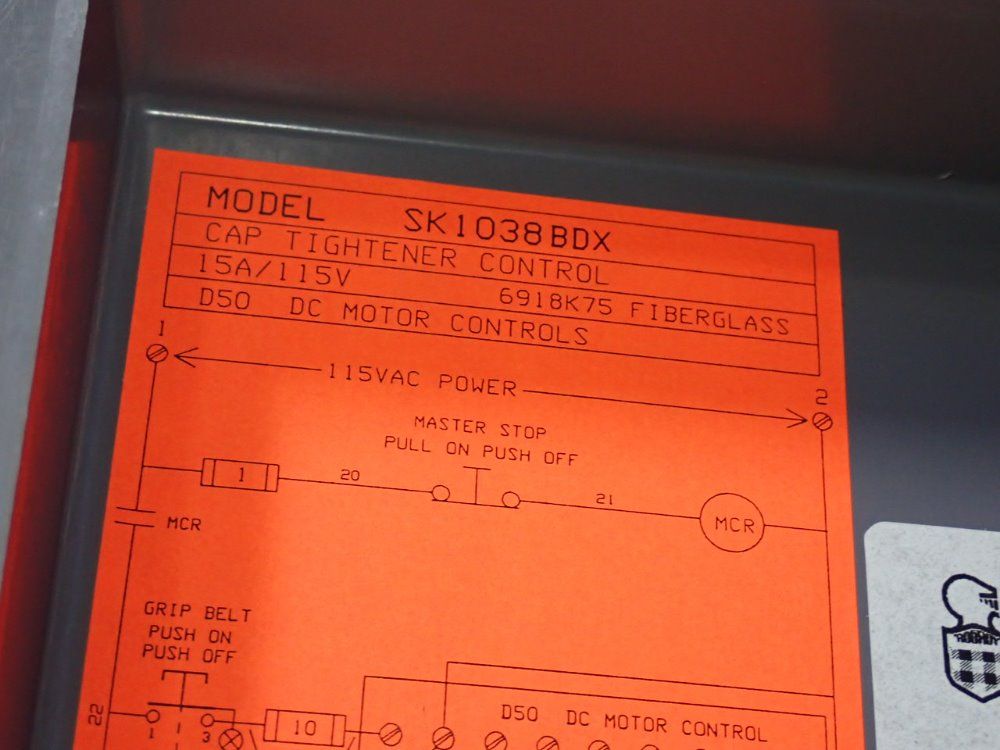 MODEL SK1038BDX
CAP TIGHTENER CONTROL
15A/115V 6918K75 FIBERGLASS
D50 DC MOTOR CONTROLS
1
115VAC POWER
2
MASTER STOP
PULL ON PUSH OFF
1
20
21
MCR
MCR
GRIP BELT
PUSH ON
PUSH OFF
22
1
3
10
D50 DC MOTOR CONTROL